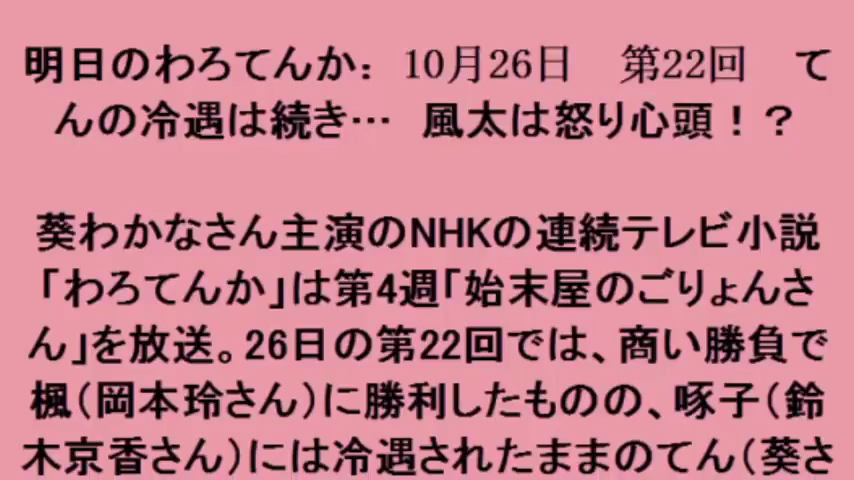 明日のわろてんか： 10月26日　第22回　て
んの冷遇は続き…　風太は怒り心頭！？
葵わかなさん主演のNHKの連続テレビ小説
「わろてんか」は第4週「始末屋のごりょんさ
ん」を放送。26日の第22回では、商い勝負で
楓（岡本玲さん）に勝利したものの、啄子（鈴
木京香さん）には冷遇されたままのてん（葵さ